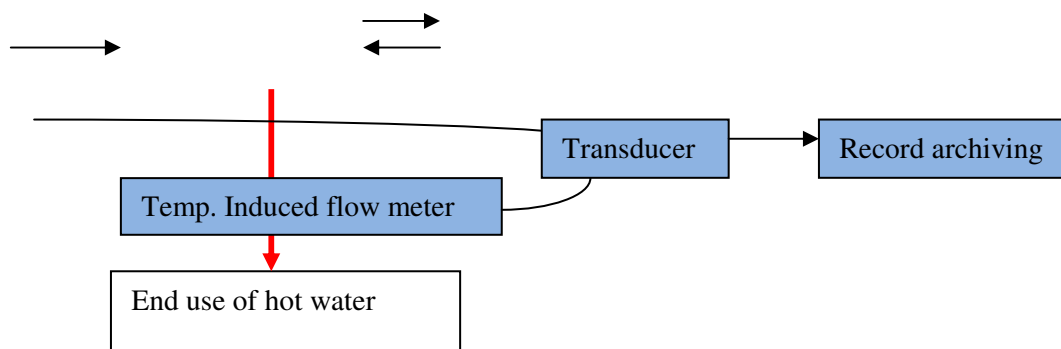 Transducer
Record archiving
Temp. Induced flow meter
End use of hot water